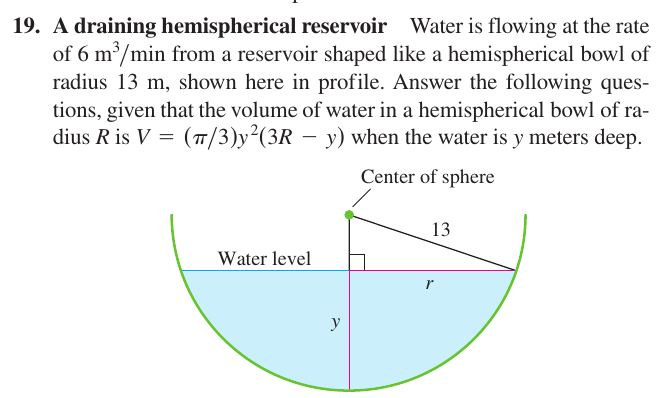 19. A draining hemispherical reservoir Water is flowing at the rate
of 6 m³/min from a reservoir shaped like a hemispherical bowl of
radius 13 m, shown here in profile. Answer the following ques-
tions, given that the volume of water in a hemispherical bowl of ra-
dius R is V = (π/3)y²(3R − y) when the water is y meters deep.
Center of sphere
13
Water level
r
y